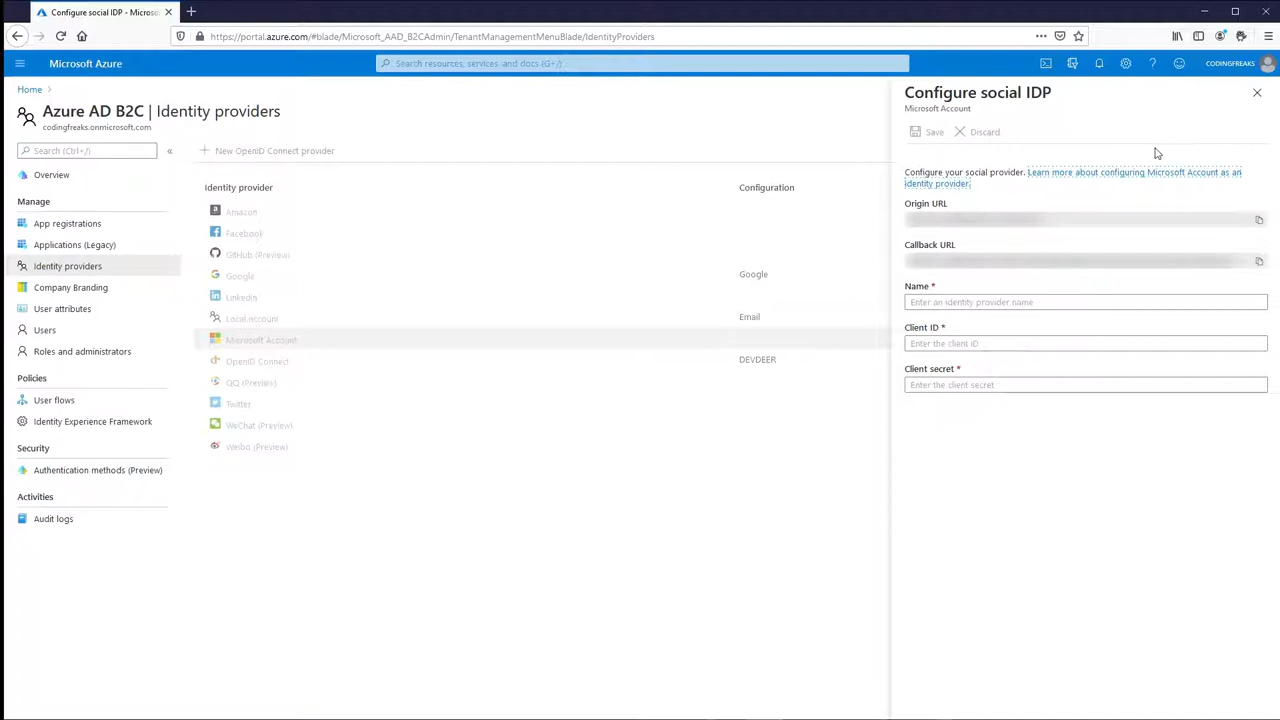 Configure social IDP - Microso
https://portal.azure.com/#blade/Microsoft_AAD_B2CAdmin/TenantManagementMenuBlade/IdentityProviders
Microsoft Azure
Search resources, services, and docs (G+/)
CODINGFREAKS
Home
Azure AD B2C | Identity providers
codingfreaks.onmicrosoft.com
Search (Ctrl+/)
Overview
Manage
App registrations
Applications (Legacy)
Identity providers
Company Branding
User attributes
Users
Roles and administrators
Policies
User flows
Identity Experience Framework
Security
Authentication methods (Preview)
Activities
Audit logs
New OpenID Connect provider
Identity provider Configuration
Amazon
Facebook
GitHub (Preview)
Google Google
LinkedIn
Local account Email
Microsoft Account
OpenID Connect DEVDEER
QQ (Preview)
Twitter
WeChat (Preview)
Weibo (Preview)
Configure social IDP
Microsoft Account
Save Discard
Configure your social provider. Learn more about configuring Microsoft Account as an
identity provider.
Origin URL
Callback URL
Name *
Enter an identity provider name
Client ID *
Enter the client ID
Client secret *
Enter the client secret